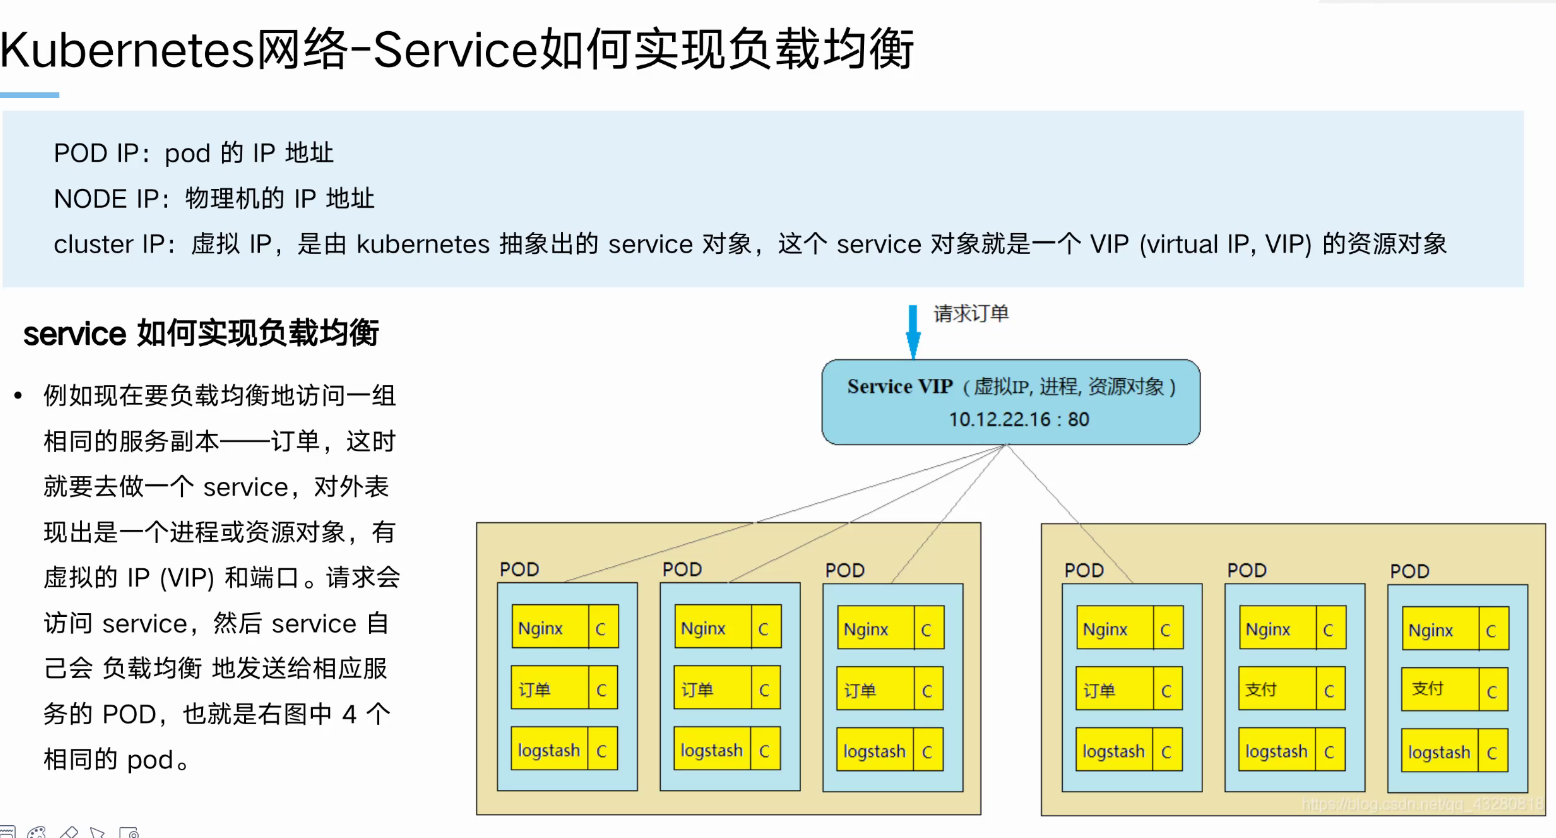 Kubernetes网络-Service如何实现负载均衡
POD IP：pod 的 IP 地址
NODE IP：物理机的 IP 地址
cluster IP：虚拟 IP，是由 kubernetes 抽象出的 service 对象，这个 service 对象就是一个 VIP (virtual IP, VIP) 的资源对象
service 如何实现负载均衡
• 例如现在要负载均衡地访问一组
相同的服务副本——订单，这时
就要去做一个 service，对外表
现出是一个进程或资源对象，有
虚拟的 IP (VIP) 和端口。请求会
访问 service，然后 service 自
己会 负载均衡 地发送给相应服
务的 POD，也就是右图中 4 个
相同的 pod。
请求订单
Service VIP（虚拟IP, 进程, 资源对象）
10.12.22.16 : 80
POD
Nginx C
订单 C
logstash C
POD
Nginx C
订单 C
logstash C
POD
Nginx C
订单 C
logstash C
POD
Nginx C
订单 C
logstash C
POD
Nginx C
支付 C
logstash C
POD
Nginx C
支付 C
logstash C
https://blog.csdn.net/qq_43280818